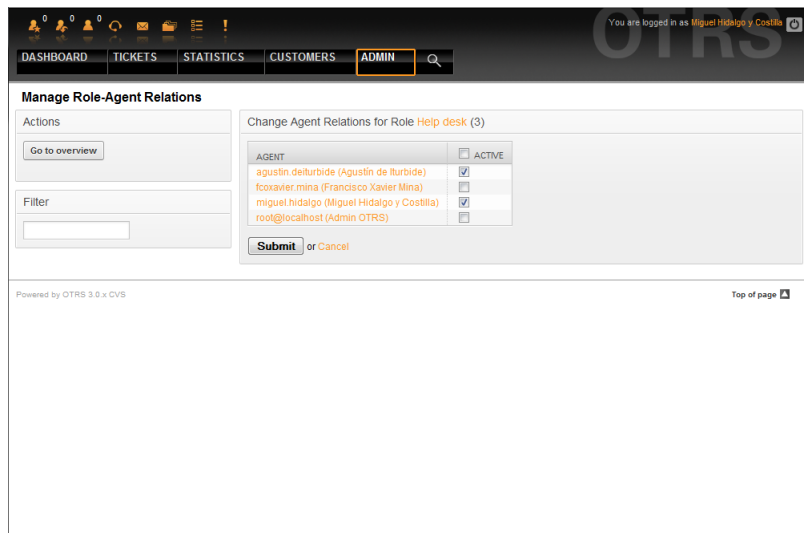 0 0 0
You are logged in as Miguel Hidalgo y Costilla
OTRS
DASHBOARD TICKETS STATISTICS CUSTOMERS ADMIN
Manage Role-Agent Relations
Actions
Go to overview
Filter
Change Agent Relations for Role Help desk (3)
AGENT ACTIVE
agustin.deiturbide (Agustín de Iturbide)
fcoxavier.mina (Francisco Xavier Mina)
miguel.hidalgo (Miguel Hidalgo y Costilla)
root@localhost (Admin OTRS)
Submit or Cancel
Powered by OTRS 3.0.x CVS
Top of page